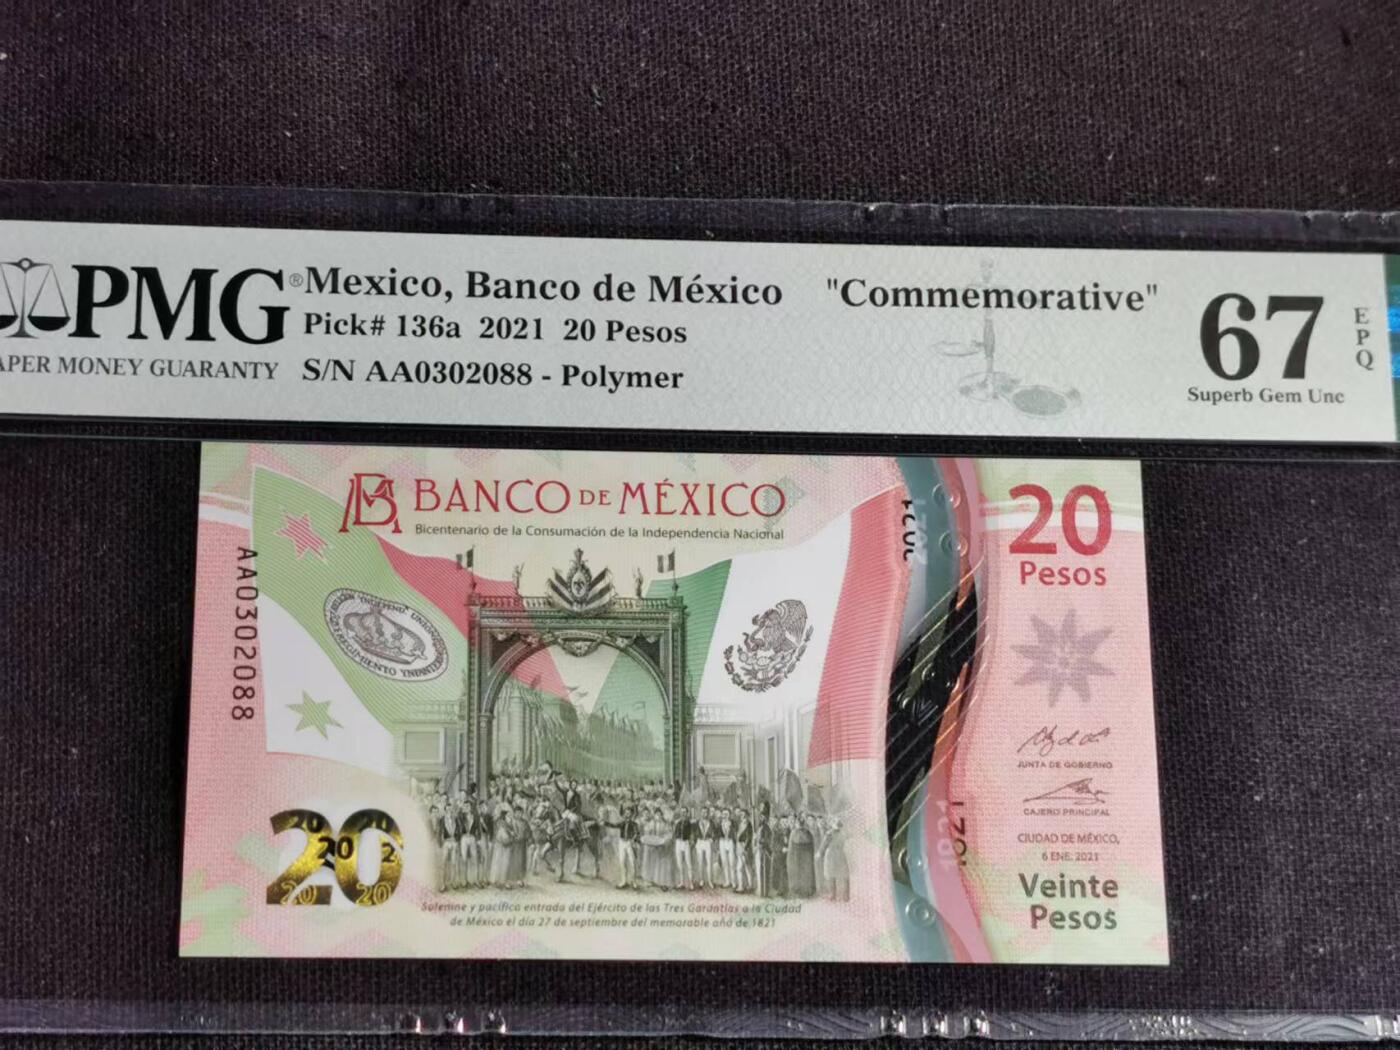 PMG®
APER MONEY GUARANTY
Mexico, Banco de México "Commemorative"
Pick# 136a 2021 20 Pesos
S/N AA0302088 - Polymer
67
EPQ
Superb Gem Unc
BANCO DE MÉXICO
Bicentenario de la Consumación de la Independencia Nacional
AA0302088
2021
1821
20
Pesos
JUNTA DE GOBIERNO
CAJERO PRINCIPAL
CIUDAD DE MÉXICO,
6 ENE. 2021
Veinte
Pesos
20
Solemne y pacífica entrada del Ejército de las Tres Garantías a la Ciudad
de México el día 27 de septiembre del memorable año de 1821